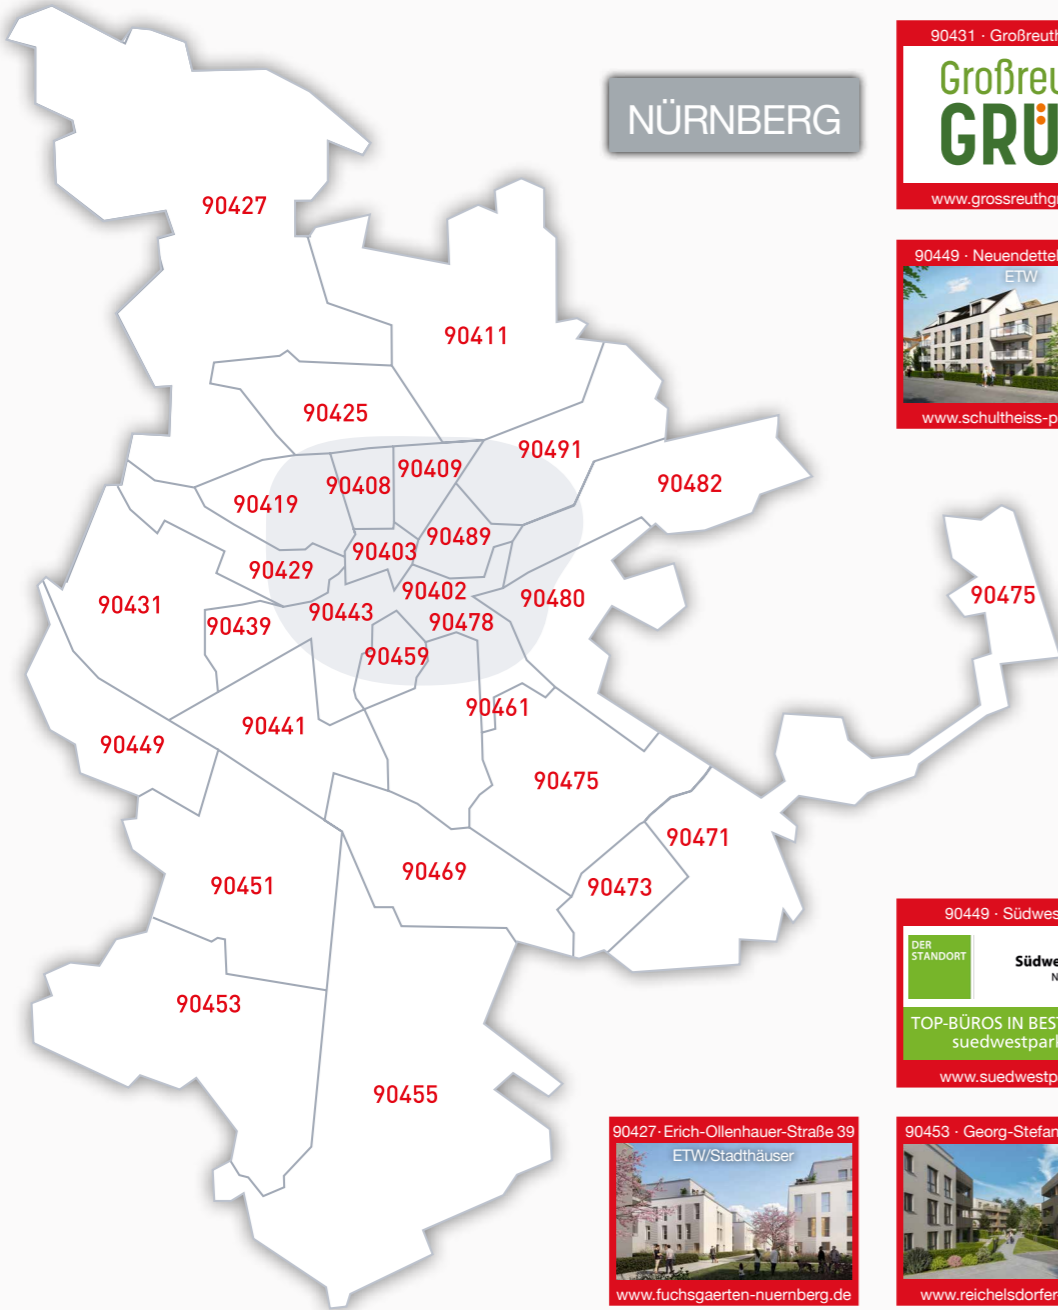 NÜRNBERG
90427
90411
90425
90491
90409
90408
90482
90419
90489
90403
90429
90402
90480
90431
90443
90478
90439
90459
90475
90461
90441
90449
90475
90471
90469
90473
90451
90453
90455
90431 · Großreuth
Großreu
GRÜ
www.grossreuthgr
90449 · Neuendettel
ETW
www.schultheiss-p
90449 · Südwes
DER
STANDORT
Südwe
N
TOP-BÜROS IN BEST
suedwestpark
www.suedwestp
90427 · Erich-Ollenhauer-Straße 39
ETW/Stadthäuser
www.fuchsgaerten-nuernberg.de
90453 · Georg-Stefan
www.reichelsdorfer